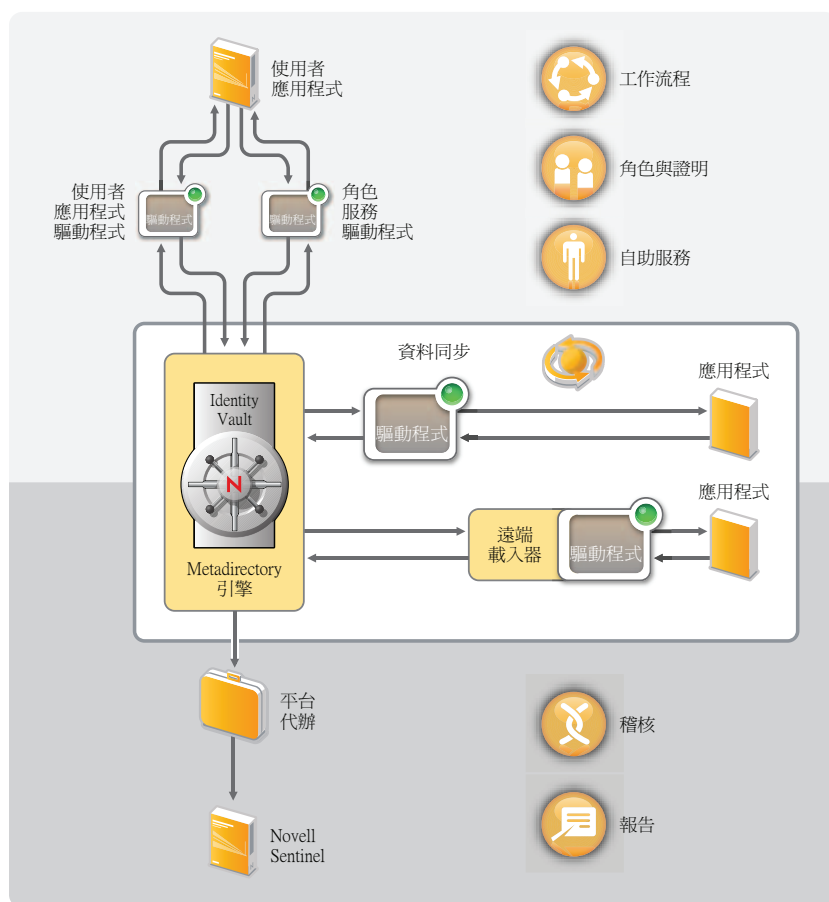 使用者
應用程式
工作流程
角色與證明
自助服務
使用者
應用程式
驅動程式
驅動程式
驅動程式
角色
服務
驅動程式
資料同步
應用程式
Identity
Vault
N
驅動程式
應用程式
遠端
載入器
驅動程式
Metadirectory
引擎
平台
代辦
稽核
報告
Novell
Sentinel